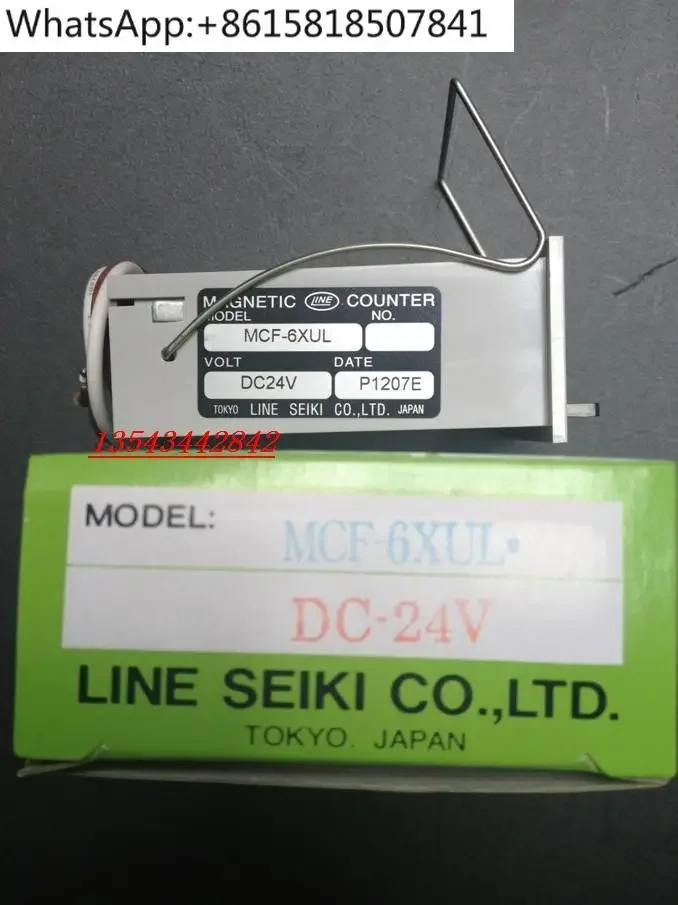 WhatsApp:+8615818507841
MAGNETIC LINE COUNTER
MODEL NO.
MCF-6XUL
VOLT DATE
DC24V P1207E
TOKYO LINE SEIKI CO.,LTD. JAPAN
13543442842
MODEL: MCF-6XUL·
DC-24V
LINE SEIKI CO.,LTD.
TOKYO. JAPAN